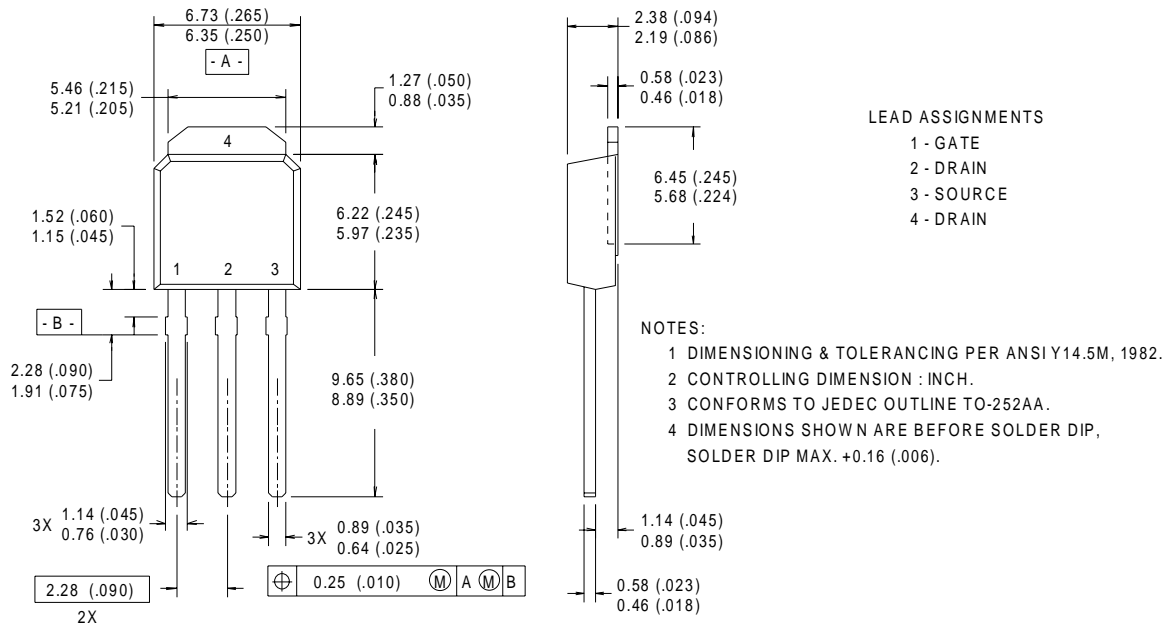 6.73 (.265)
6.35 (.250)
- A -
5.46 (.215)
5.21 (.205)
1.27 (.050)
0.88 (.035)
4
1.52 (.060)
1.15 (.045)
6.22 (.245)
5.97 (.235)
1 2 3
- B -
2.28 (.090)
1.91 (.075)
9.65 (.380)
8.89 (.350)
3X 1.14 (.045)
0.76 (.030)
3X 0.89 (.035)
0.64 (.025)
2.28 (.090)
2X
⌖ 0.25 (.010) Ⓜ A Ⓜ B
2.38 (.094)
2.19 (.086)
0.58 (.023)
0.46 (.018)
6.45 (.245)
5.68 (.224)
1.14 (.045)
0.89 (.035)
0.58 (.023)
0.46 (.018)
LEAD ASSIGNMENTS
1 - GATE
2 - DRAIN
3 - SOURCE
4 - DRAIN
NOTES:
1 DIMENSIONING & TOLERANCING PER ANSI Y14.5M, 1982.
2 CONTROLLING DIMENSION : INCH.
3 CONFORMS TO JEDEC OUTLINE TO-252AA.
4 DIMENSIONS SHOWN ARE BEFORE SOLDER DIP,
SOLDER DIP MAX. +0.16 (.006).